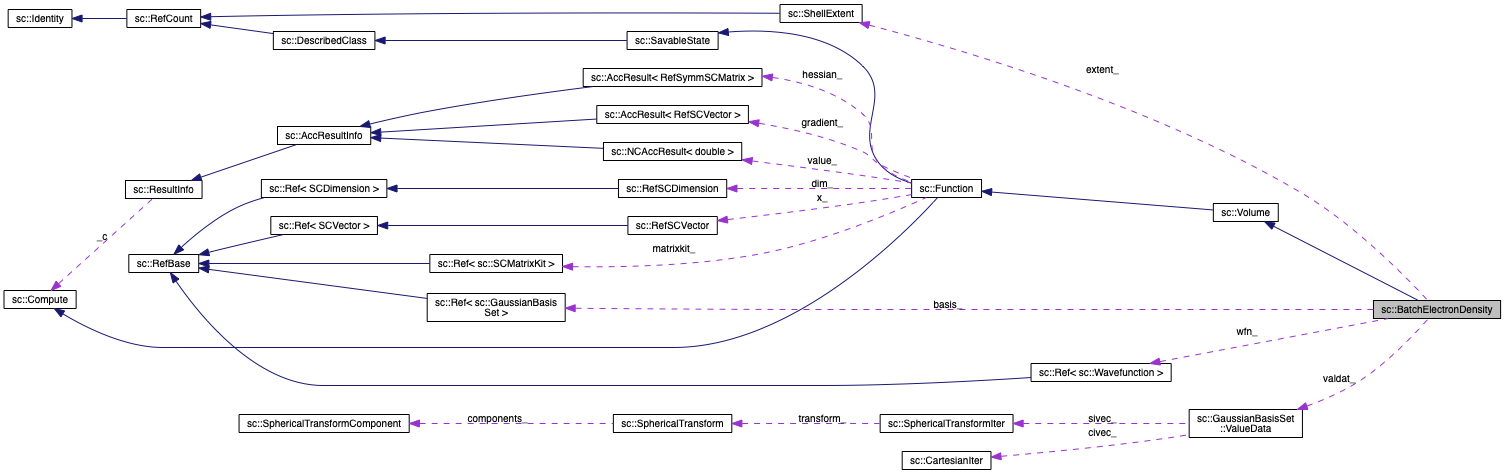 sc::Identity
sc::RefCount
sc::ShellExtent
sc::DescribedClass
sc::SavableState
extent_
sc::AccResult< RefSymmSCMatrix >
hessian_
sc::AccResult< RefSCVector >
gradient_
sc::AccResultInfo
sc::NCAccResult< double >
value_
sc::ResultInfo
sc::Ref< SCDimension >
sc::RefSCDimension
dim_
sc::Function
x_
sc::Volume
sc::Ref< SCVector >
sc::RefSCVector
_c
matrixkit_
sc::RefBase
sc::Ref< sc::SCMatrixKit >
sc::Compute
sc::Ref< sc::GaussianBasis
Set >
basis_
sc::BatchElectronDensity
wfn_
sc::Ref< sc::Wavefunction >
valdat_
sc::SphericalTransformComponent
components_
sc::SphericalTransform
transform_
sc::SphericalTransformIter
sivec_
civec_
sc::GaussianBasisSet
::ValueData
sc::CartesianIter